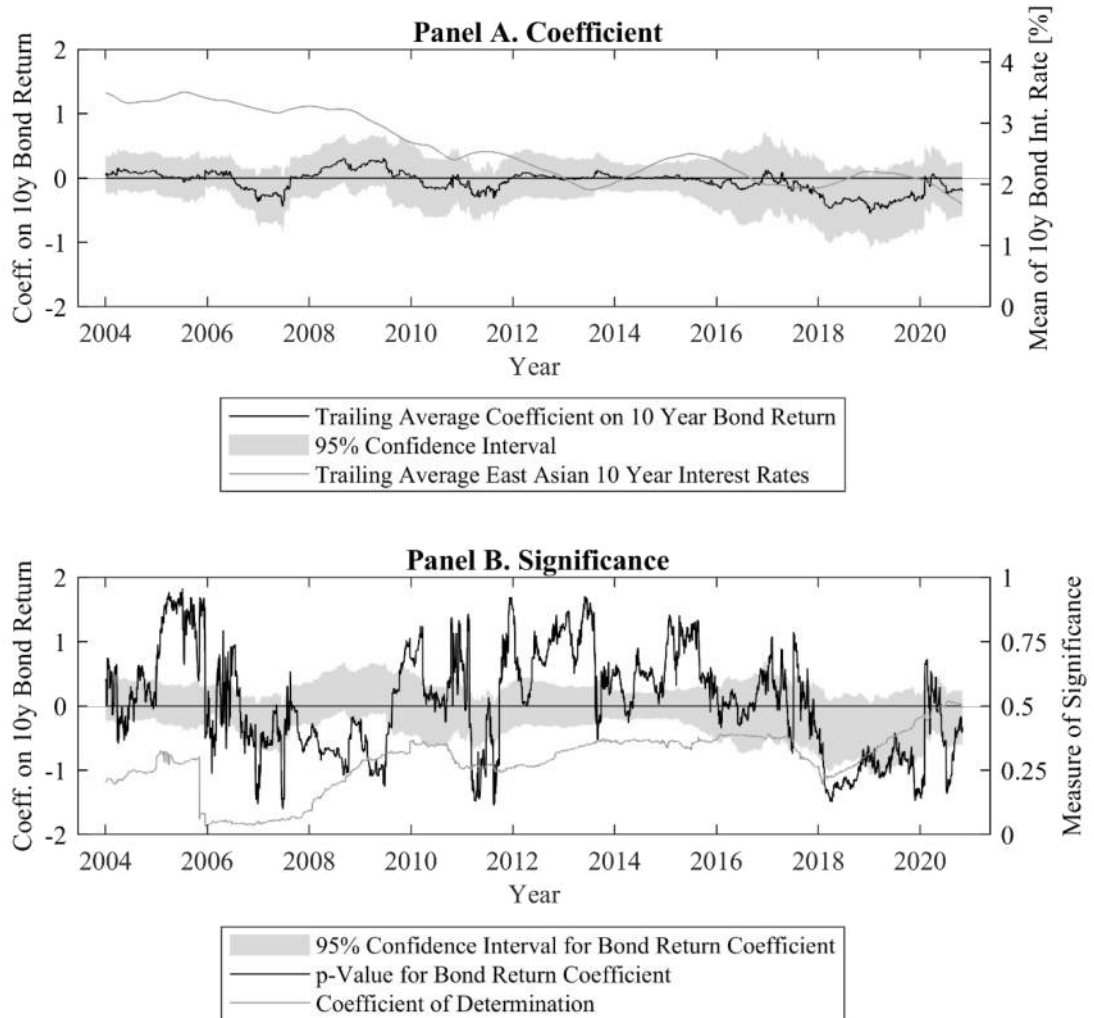 Panel A. Coefficient
Coeff. on 10y Bond Return
2
1
0
-1
-2
Mean of 10y Bond Int. Rate [%]
4
3
2
1
0
2004 2006 2008 2010 2012 2014 2016 2018 2020
Year
Trailing Average Coefficient on 10 Year Bond Return
95% Confidence Interval
Trailing Average East Asian 10 Year Interest Rates
Panel B. Significance
Coeff. on 10y Bond Return
2
1
0
-1
-2
Measure of Significance
1
0.75
0.5
0.25
0
2004 2006 2008 2010 2012 2014 2016 2018 2020
Year
95% Confidence Interval for Bond Return Coefficient
p-Value for Bond Return Coefficient
Coefficient of Determination